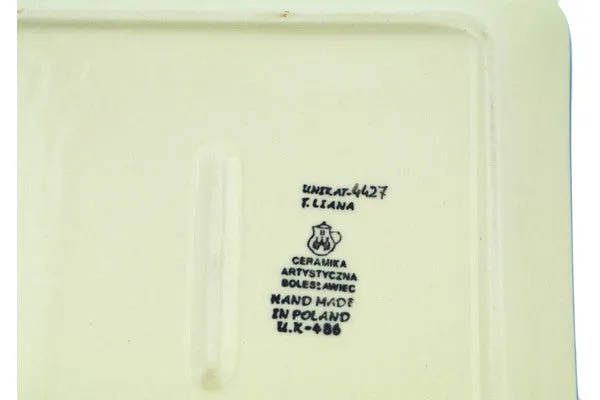 UNIKAT-4427
T. LIANA
B
CERAMIKA
ARTYSTYCZNA
BOLESŁAWIEC
HAND MADE
IN POLAND
U.K-486